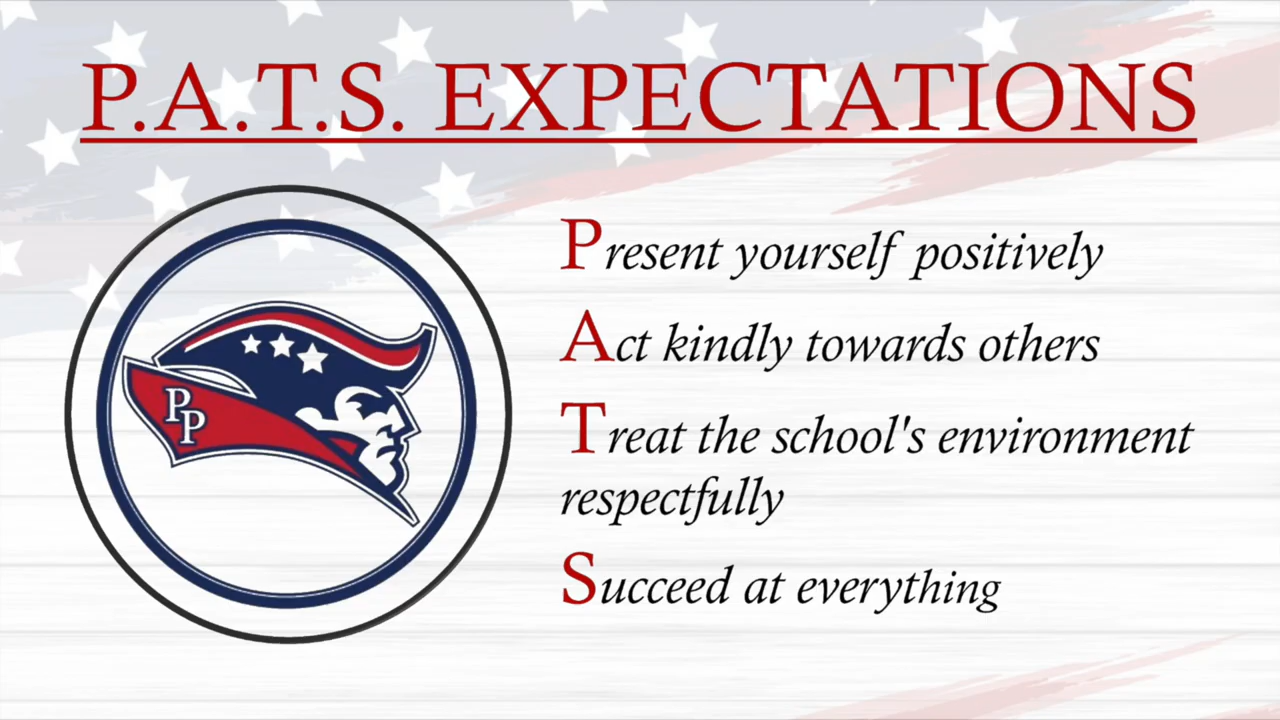 P.A.T.S. EXPECTATIONS
PP
Present yourself positively
Act kindly towards others
Treat the school's environment
respectfully
Succeed at everything